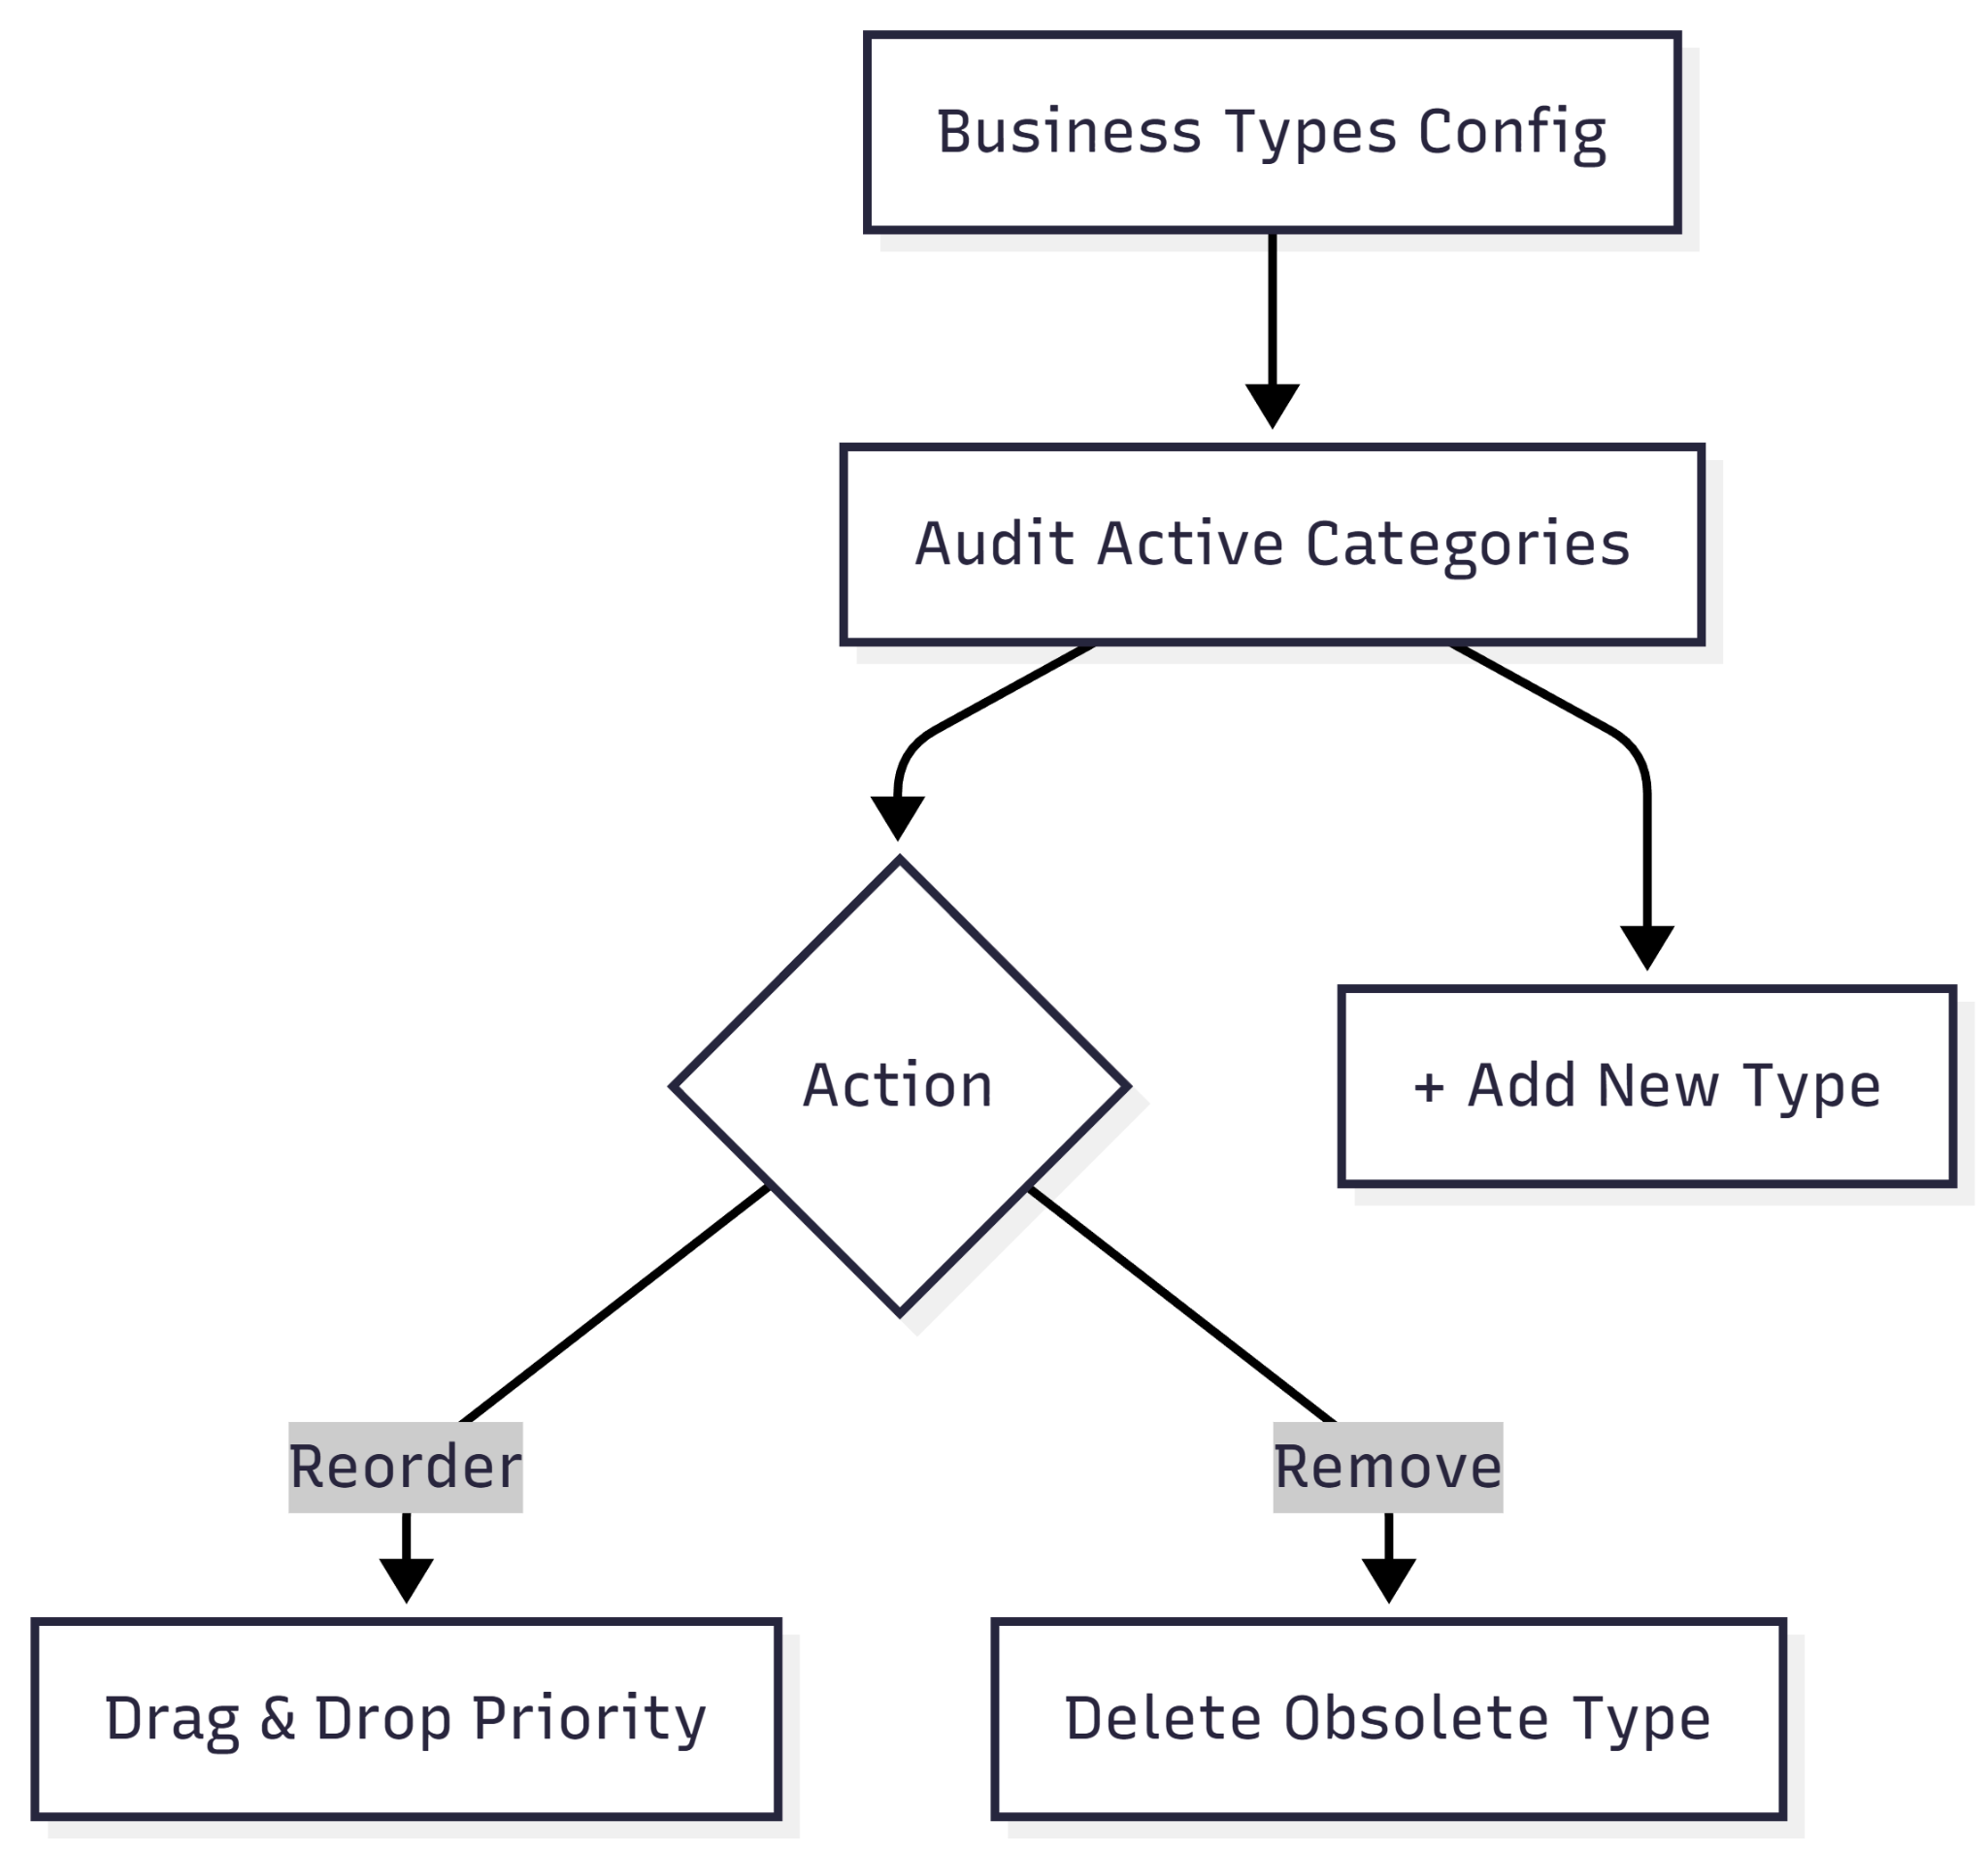 Business Types Config
Audit Active Categories
Action
+ Add New Type
Reorder
Remove
Drag & Drop Priority
Delete Obsolete Type